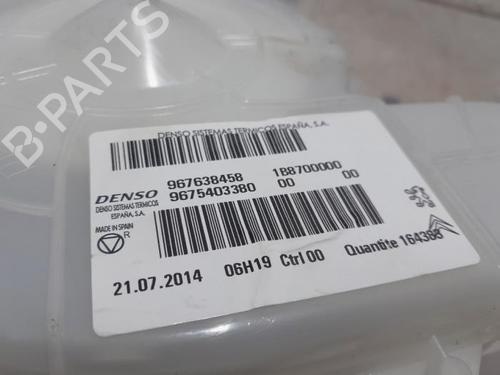 B-PARTS
DENSO SISTEMAS TERMICOS ESPAÑA, S.A.
967638458 1B8700000
DENSO 9675403380 00 00
DENSO SISTEMAS TERMICOS
ESPAÑA, S.A.
MADE IN SPAIN
R
21.07.2014 06H19 Ctrl 00 Quantite 164388